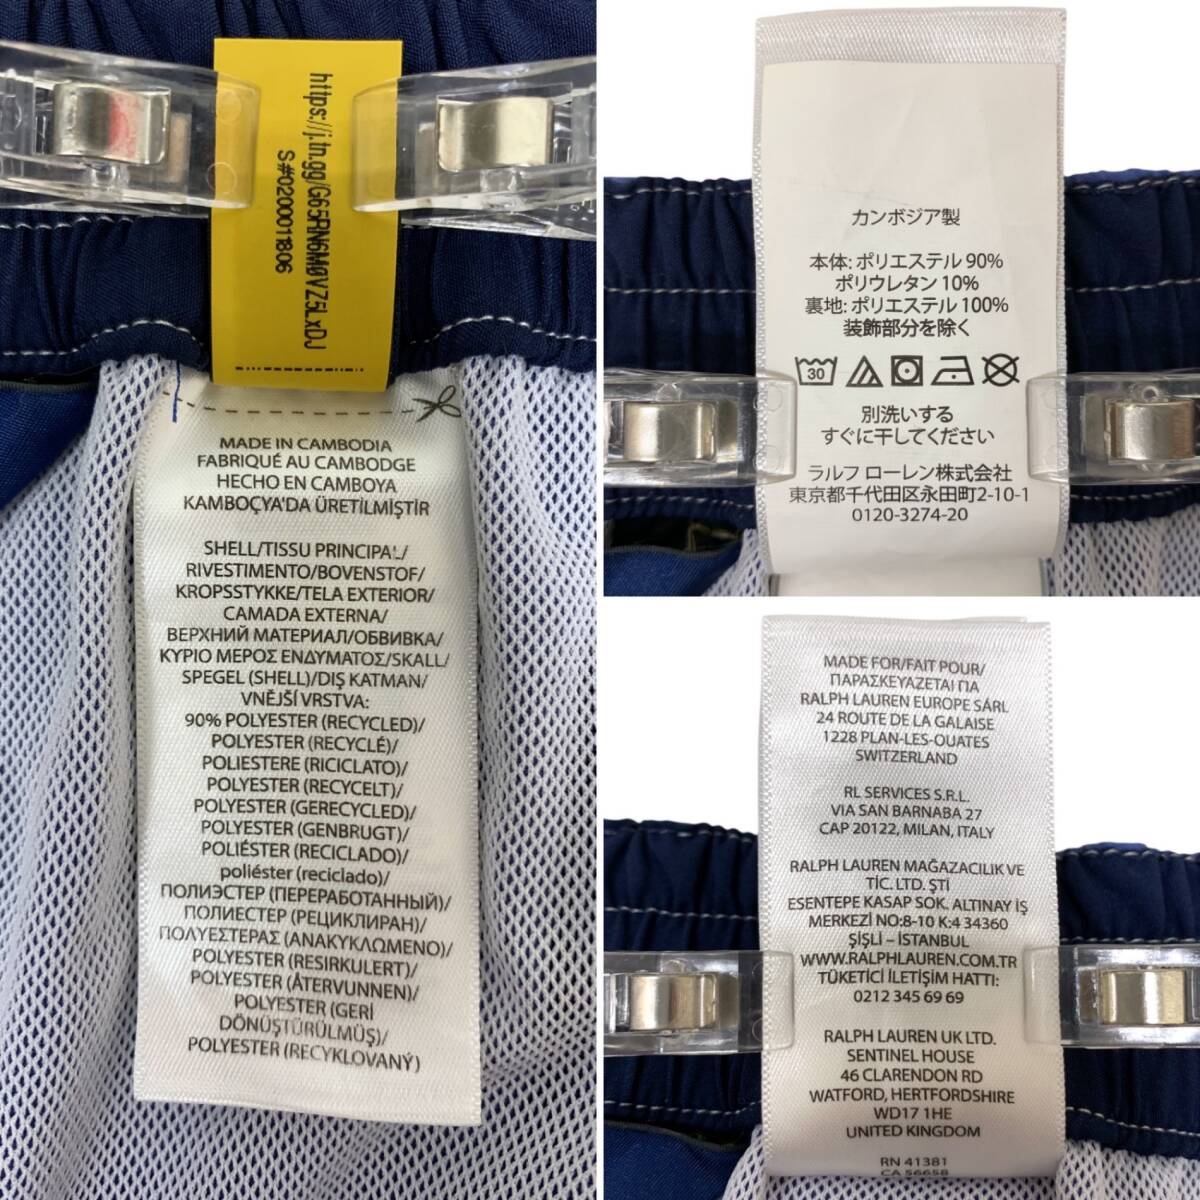 https://j.tn.gg/G65RN6M0VZ5LxDJ
S#0200011806
MADE IN CAMBODIA
FABRIQUÉ AU CAMBODGE
HECHO EN CAMBOYA
KAMBOÇYA'DA ÜRETİLMİŞTİR
SHELL/TISSU PRINCIPAL/
RIVESTIMENTO/BOVENSTOF/
KROPSSTYKKE/TELA EXTERIOR/
CAMADA EXTERNA/
ВЕРХНИЙ МАТЕРИАЛ/ОБВИВКА/
ΚΥΡΙΟ ΜΕΡΟΣ ΕΝΔΥΜΑΤΟΣ/SKALL/
SPEGEL (SHELL)/DIŞ KATMAN/
VNĚJŠÍ VRSTVA:
90% POLYESTER (RECYCLED)/
POLYESTER (RECYCLÉ)/
POLIESTERE (RICICLATO)/
POLYESTER (RECYCELT)/
POLYESTER (GERECYCLED)/
POLYESTER (GENBRUGT)/
POLIÉSTER (RECICLADO)/
poliéster (reciclado)/
ПОЛИЭСТЕР (ПЕРЕРАБОТАННЫЙ)/
ПОЛИЕСТЕР (РЕЦИКЛИРАН)/
ΠΟΛΥΕΣΤΕΡΑΣ (ΑΝΑΚΥΚΛΩΜΕΝΟ)/
POLYESTER (RESIRKULERT)/
POLYESTER (ÅTERVUNNEN)/
POLYESTER (GERİ
DÖNÜŞTÜRÜLMÜŞ)/
POLYESTER (RECYKLOVANÝ)
カンボジア製
本体: ポリエステル 90%
ポリウレタン 10%
裏地: ポリエステル 100%
装飾部分を除く
30
別洗いする
すぐに干してください
ラルフ ローレン株式会社
東京都千代田区永田町2-10-1
0120-3274-20
MADE FOR/FAIT POUR/
ΠΑΡΑΣΚΕΥΑΖΕΤΑΙ ΓΙΑ
RALPH LAUREN EUROPE SÁRL
24 ROUTE DE LA GALAISE
1228 PLAN-LES-OUATES
SWITZERLAND
RL SERVICES S.R.L.
VIA SAN BARNABA 27
CAP 20122, MILAN, ITALY
RALPH LAUREN MAĞAZACILIK VE
TİC. LTD. ŞTİ
ESENTEPE KASAP SOK. ALTINAY İŞ
MERKEZİ NO:8-10 K:4 34360
ŞİŞLİ – İSTANBUL
WWW.RALPHLAUREN.COM.TR
TÜKETİCİ İLETİŞİM HATTI:
0212 345 69 69
RALPH LAUREN UK LTD.
SENTINEL HOUSE
46 CLARENDON RD
WATFORD, HERTFORDSHIRE
WD17 1HE
UNITED KINGDOM
RN 41381
CA 56658